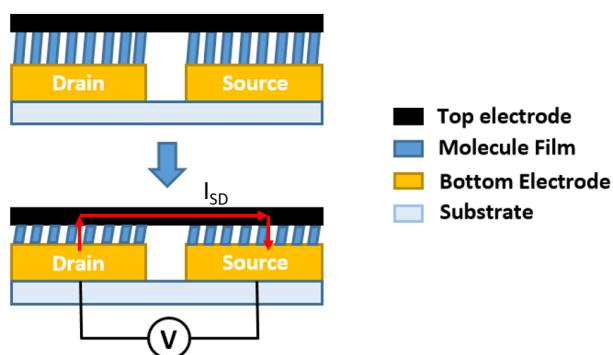 Drain Source
Top electrode
Molecule Film
Bottom Electrode
Substrate
I_SD
Drain Source
V